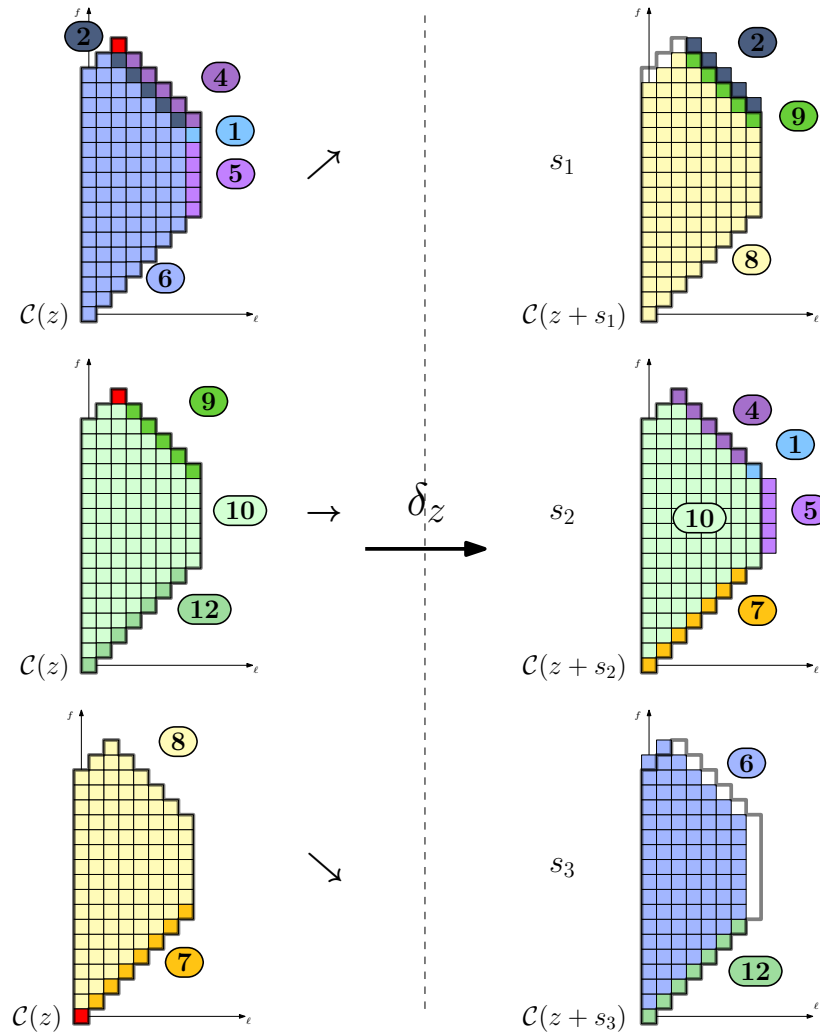 f f
2 2
4
1 9
5 s₁
6 8
C(z) ℓ C(z + s₁) ℓ
f f
9 4
1
10 δ_z s₂ 10 5
12 7
C(z) ℓ C(z + s₂) ℓ
f f
8 6
s₃
7 12
C(z) ℓ C(z + s₃) ℓ